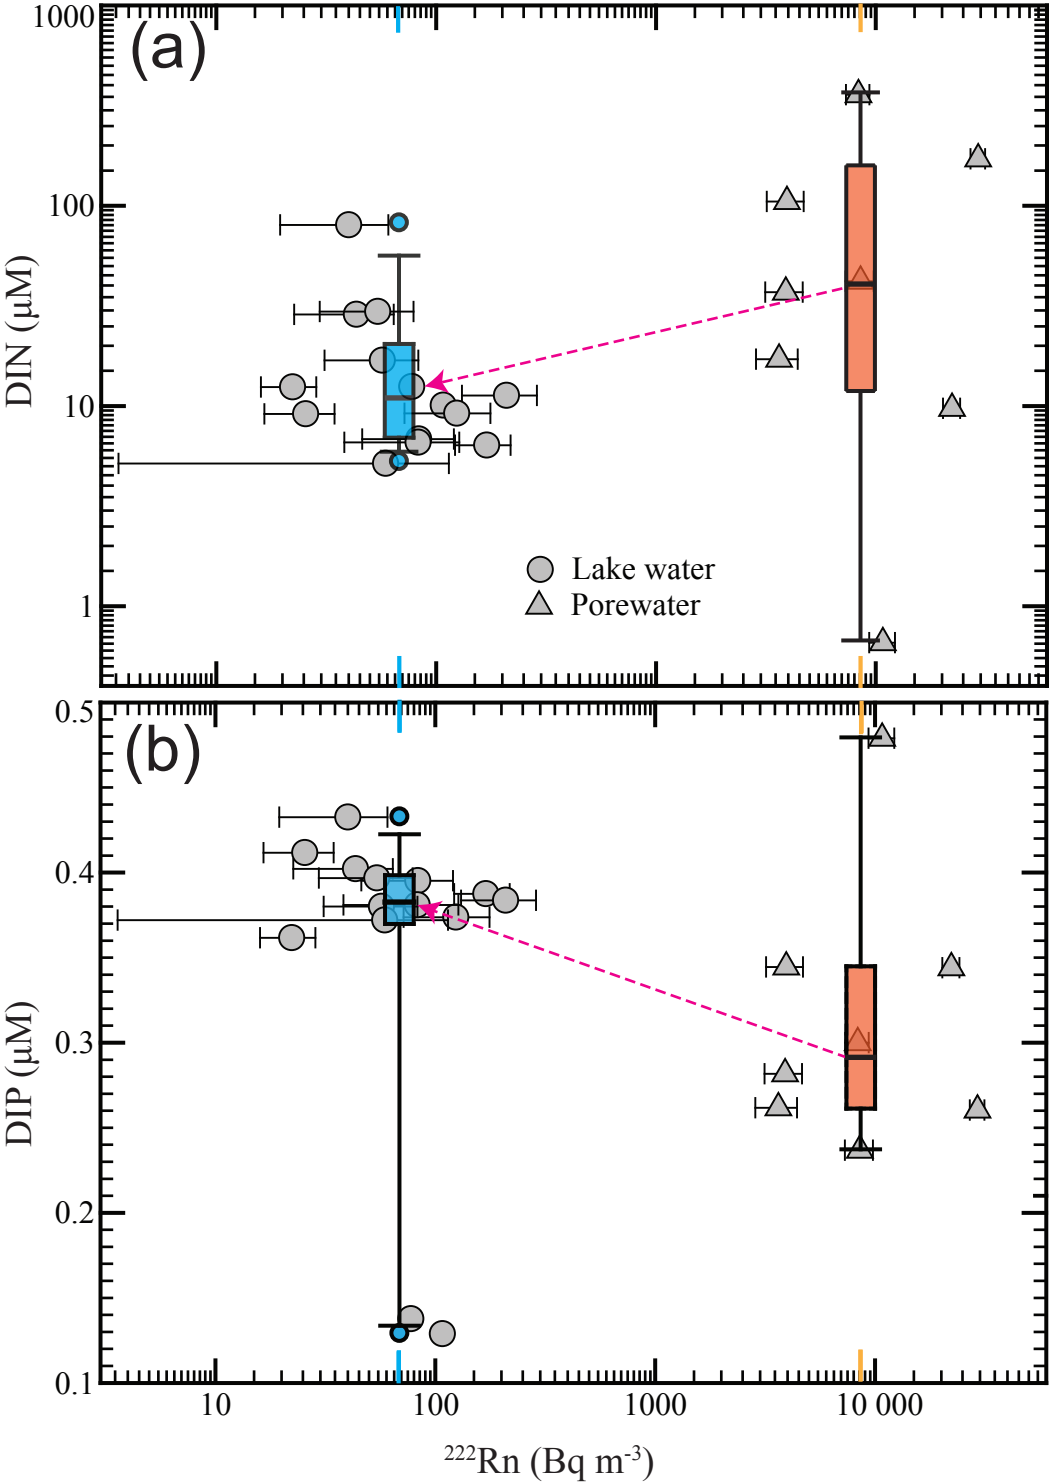 1000
(a)
100
DIN (μM)
10
Lake water
Porewater
1
0.5
(b)
0.4
0.3
DIP (μM)
0.2
0.1
10 100 1000 10 000
²²²Rn (Bq m⁻³)